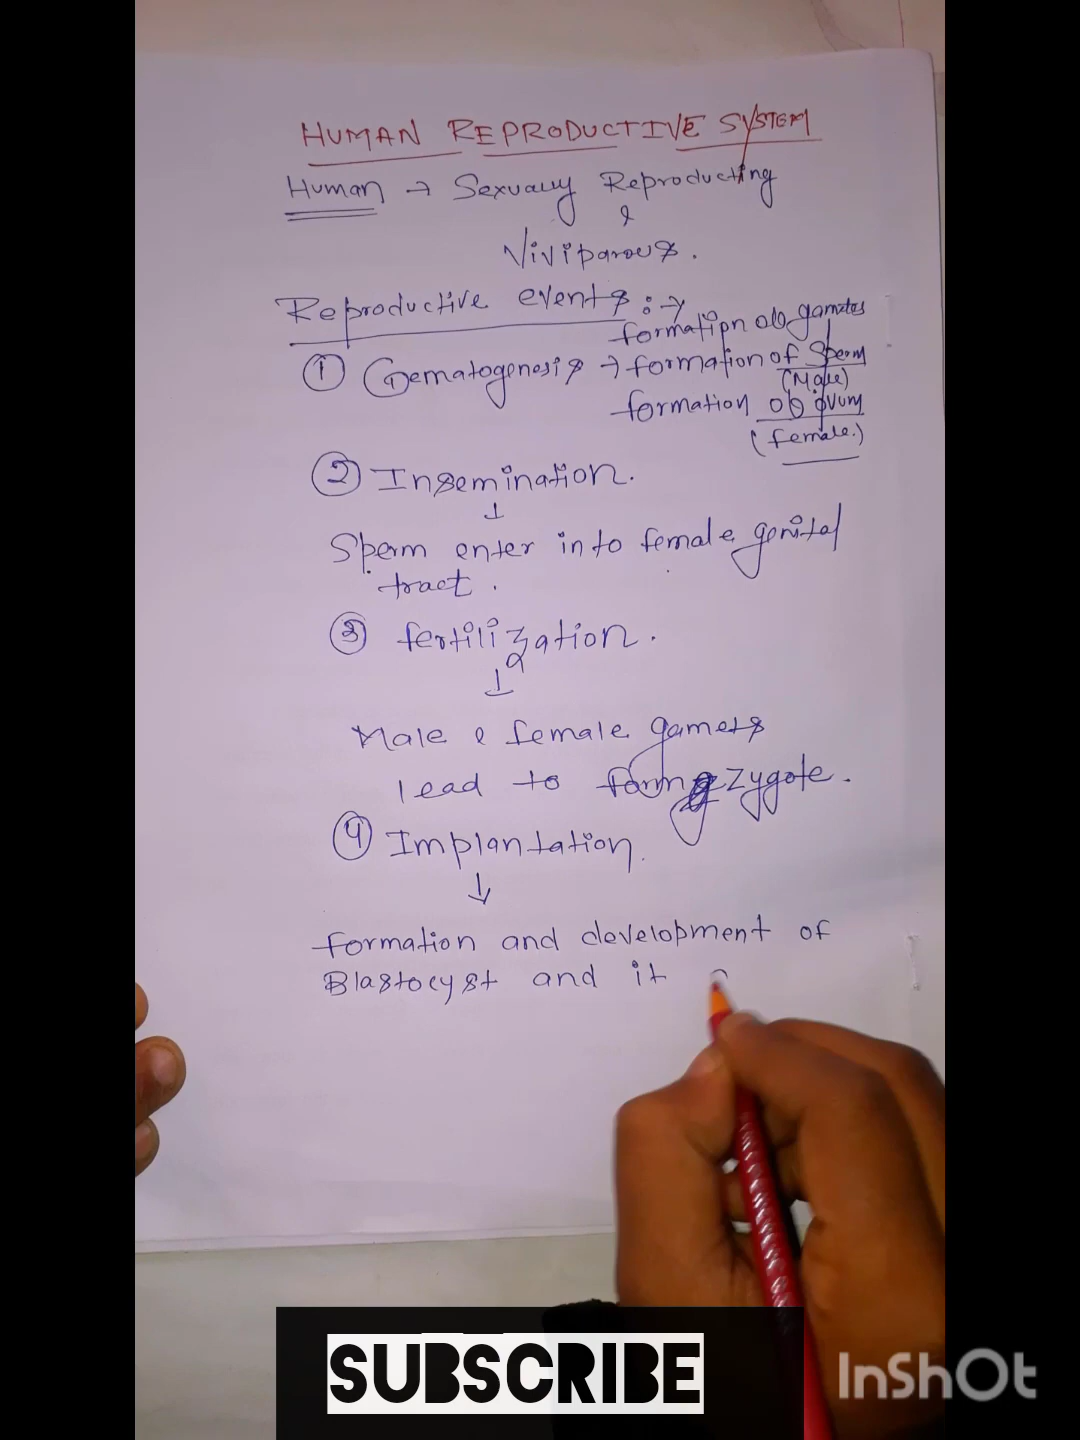 HUMAN REPRODUCTIVE SYSTEM
Human → Sexually Reproducting
&
Viviparous.
Reproductive events :→
formation of gametes
① Gematogenesis → formation of Sperm
(Male)
formation of ovum
(female.)
② Insemination.
↓
Sperm enter into female genital
tract.
③ fertilization.
↓
Male & female gamets
lead to form zygote.
④ Implantation.
↓
formation and development of
Blastocyst and it
SUBSCRIBE
InShOt